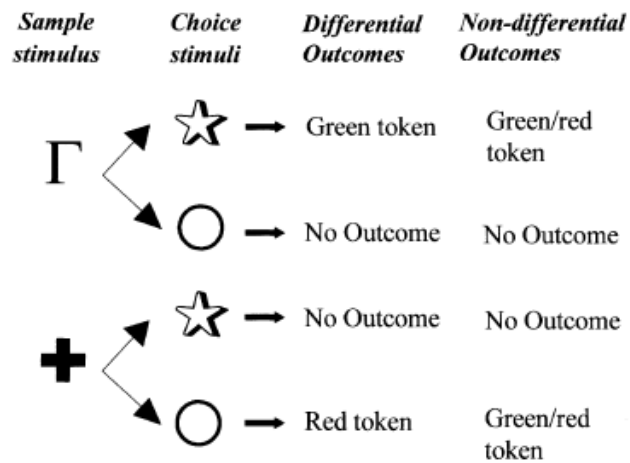 Sample Choice Differential Non-differential
stimulus stimuli Outcomes Outcomes
Γ
Green token Green/red
token
No Outcome No Outcome
No Outcome No Outcome
Red token Green/red
token